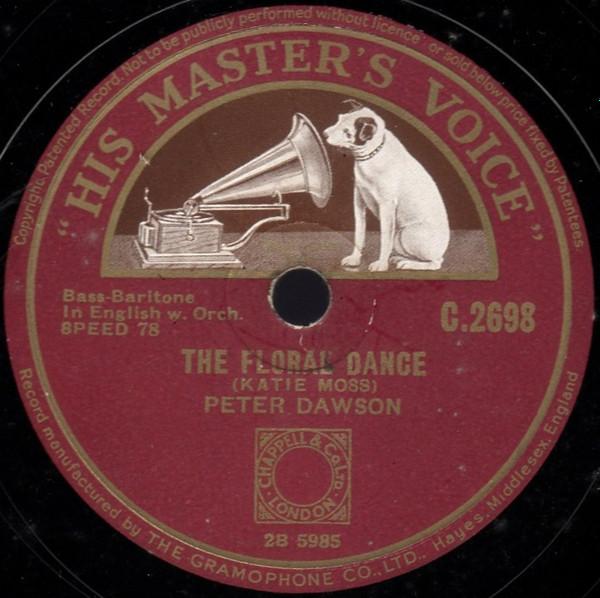 Copyright, Patented Record. Not to be publicly performed without licence or sold below price fixed by Patentees.
"HIS MASTER'S VOICE"
Bass-Baritone
In English w. Orch.
SPEED 78
C.2698
THE FLORAL DANCE
(KATIE MOSS)
PETER DAWSON
CHAPPELL & Co. LTD.
LONDON
2B 5985
Record manufactured by THE GRAMOPHONE CO., LTD., Hayes, Middlesex, England